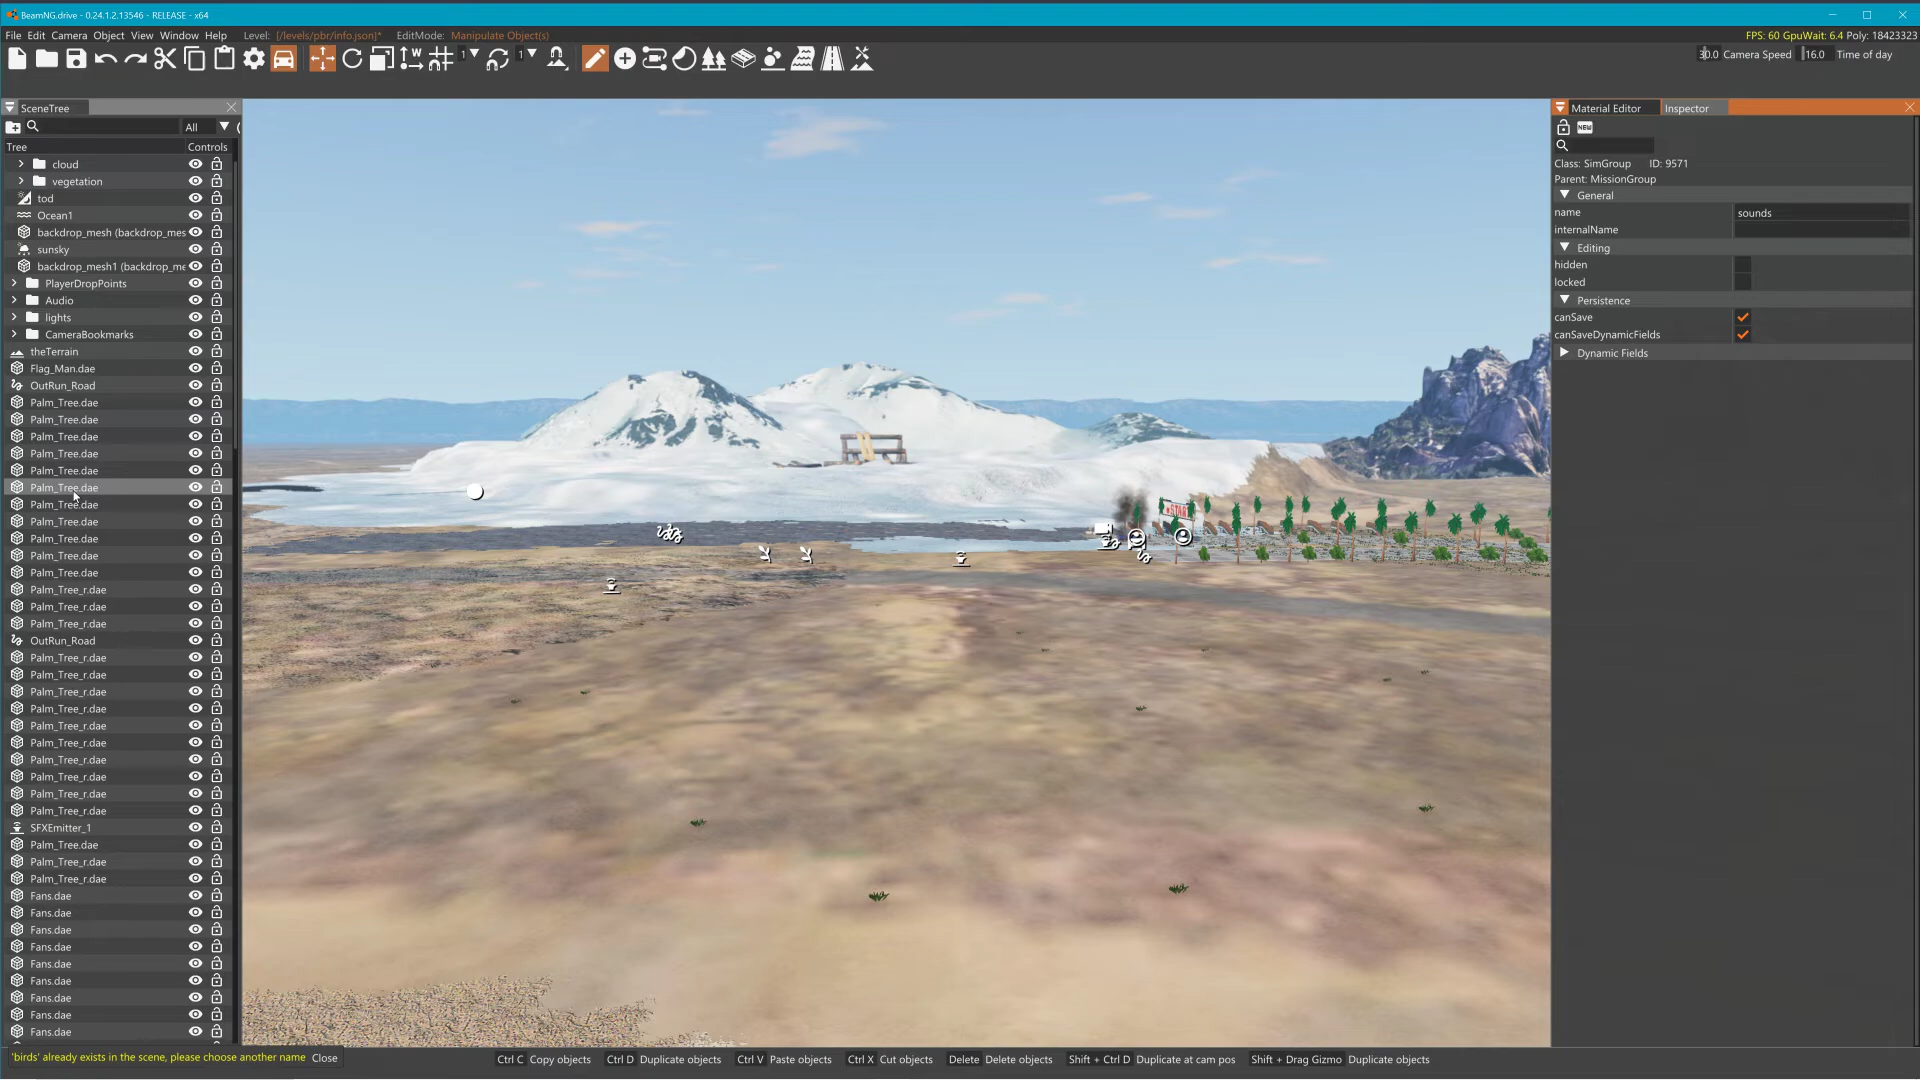 BeamNG.drive - 0.24.1.2.13546 - RELEASE - x64
File Edit Camera Object View Window Help Level: [/levels/pbr/info.json]* EditMode: Manipulate Object(s)
FPS: 60 GpuWait: 6.4 Poly: 18423323
30.0 Camera Speed 16.0 Time of day
1
1
SceneTree
All
Tree Controls
cloud
vegetation
tod
Ocean1
backdrop_mesh (backdrop_mes
sunsky
backdrop_mesh1 (backdrop_me
PlayerDropPoints
Audio
lights
CameraBookmarks
theTerrain
Flag_Man.dae
OutRun_Road
Palm_Tree.dae
Palm_Tree.dae
Palm_Tree.dae
Palm_Tree.dae
Palm_Tree.dae
Palm_Tree.dae
Palm_Tree.dae
Palm_Tree.dae
Palm_Tree.dae
Palm_Tree.dae
Palm_Tree.dae
Palm_Tree_r.dae
Palm_Tree_r.dae
Palm_Tree_r.dae
OutRun_Road
Palm_Tree_r.dae
Palm_Tree_r.dae
Palm_Tree_r.dae
Palm_Tree_r.dae
Palm_Tree_r.dae
Palm_Tree_r.dae
Palm_Tree_r.dae
Palm_Tree_r.dae
Palm_Tree_r.dae
Palm_Tree_r.dae
SFXEmitter_1
Palm_Tree.dae
Palm_Tree_r.dae
Palm_Tree_r.dae
Fans.dae
Fans.dae
Fans.dae
Fans.dae
Fans.dae
Fans.dae
Fans.dae
Fans.dae
Fans.dae
START
Material Editor Inspector
NEW
Class: SimGroup ID: 9571
Parent: MissionGroup
General
name sounds
internalName
Editing
hidden
locked
Persistence
canSave
canSaveDynamicFields
Dynamic Fields
'birds' already exists in the scene, please choose another name Close
Ctrl C Copy objects Ctrl D Duplicate objects Ctrl V Paste objects Ctrl X Cut objects Delete Delete objects Shift + Ctrl D Duplicate at cam pos Shift + Drag Gizmo Duplicate objects